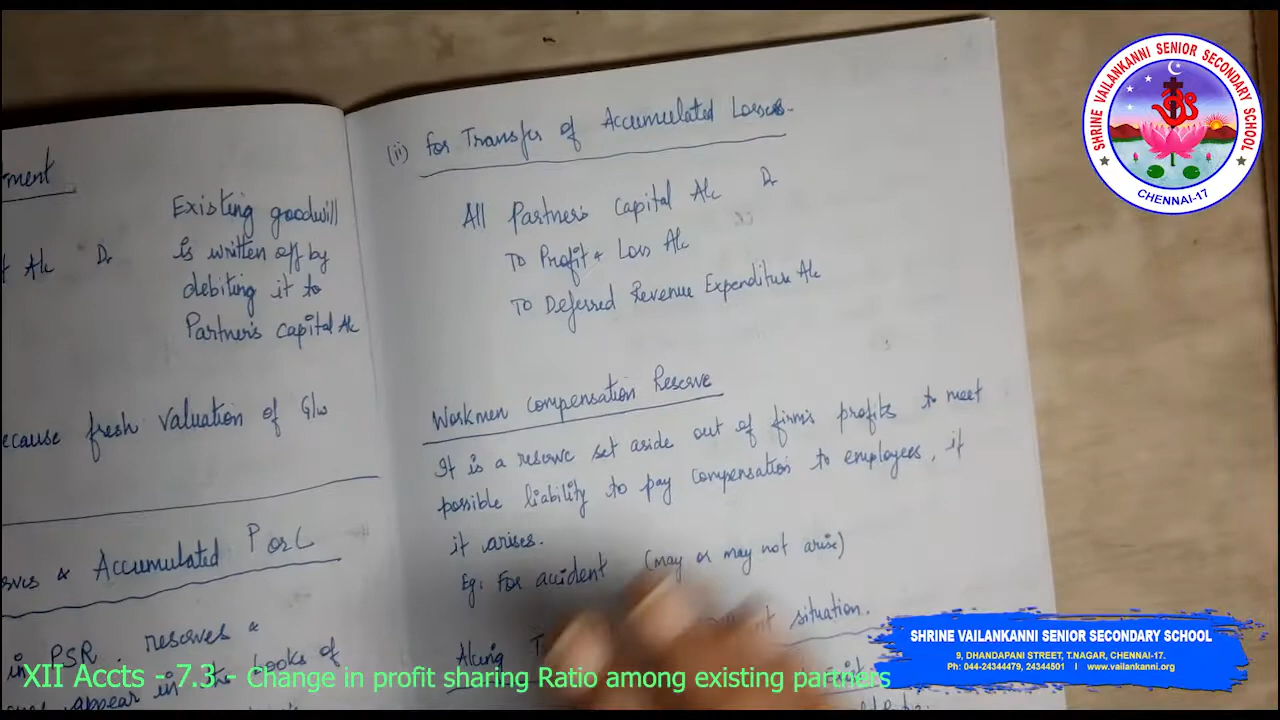 ment
Existing goodwill
A/c Dr is written off by
debiting it to
Partner's capital A/c
ecause fresh valuation of G/w
& Accumulated P or L
in PSR, reserves &
appear in the books of
(ii) For Transfer of Accumulated Losses.
All Partner's Capital A/c Dr
To Profit & Loss A/c
To Deferred Revenue Expenditure A/c
Workmen compensation Reserve
It is a reserve set aside out of firm's profits to meet
possible liability to pay compensation to employees, if
it arises.
Eg: For accident (may or may not arise)
situation.
SHRINE VAILANKANNI SENIOR SECONDARY SCHOOL
CHENNAI-17
SHRINE VAILANKANNI SENIOR SECONDARY SCHOOL
9, DHANDAPANI STREET, T.NAGAR, CHENNAI-17.
Ph: 044-24344479, 24344501 I www.vailankanni.org
XII Accts - 7.3 - Change in profit sharing Ratio among existing partners